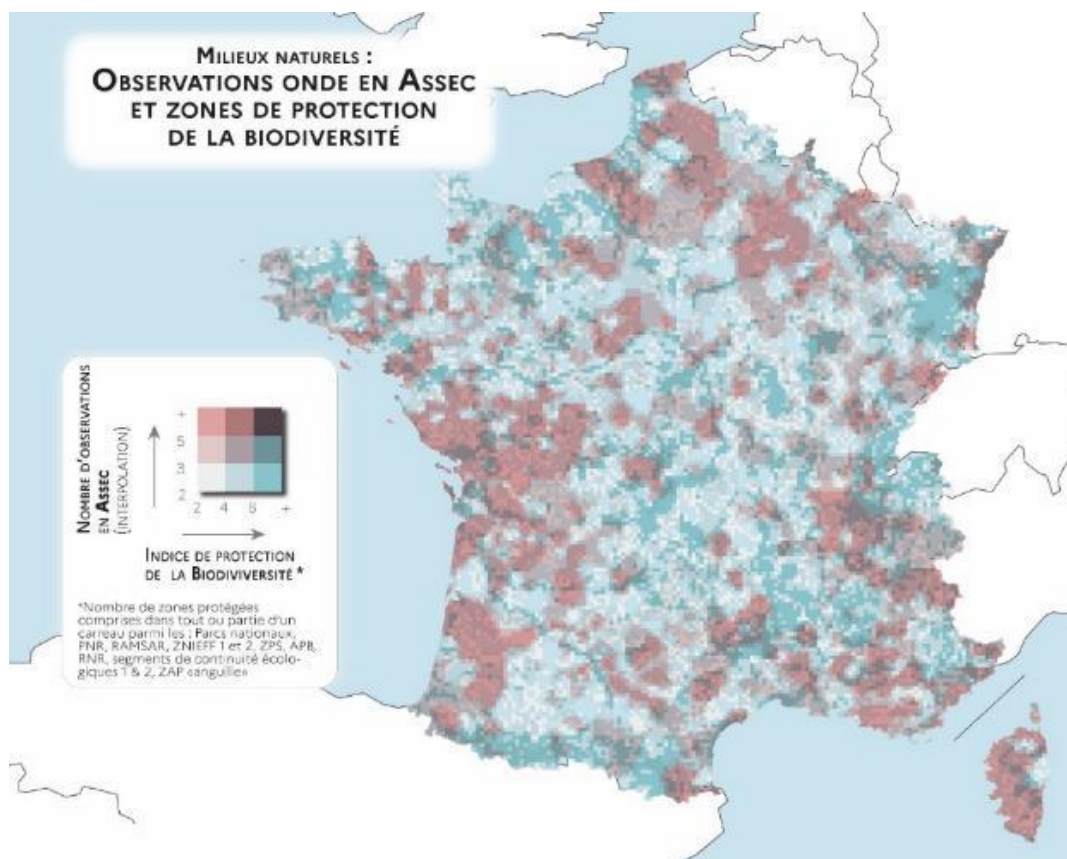 MILIEUX NATURELS :
OBSERVATIONS ONDE EN ASSEC
ET ZONES DE PROTECTION
DE LA BIODIVERSITÉ
NOMBRE D'OBSERVATIONS
EN ASSEC
(INTERPOLATION)
+
5
3
2
2 4 6 +
INDICE DE PROTECTION
DE LA BIODIVIVERSITÉ *
*Nombre de zones protégées
comprises dans tout ou partie d'un
carreau parmi les : Parcs nationaux,
PNR, RAMSAR, ZNIEFF 1 et 2, ZPS, APB,
RNR, segments de continuité écolo-
giques 1 & 2, ZAP «anguille»